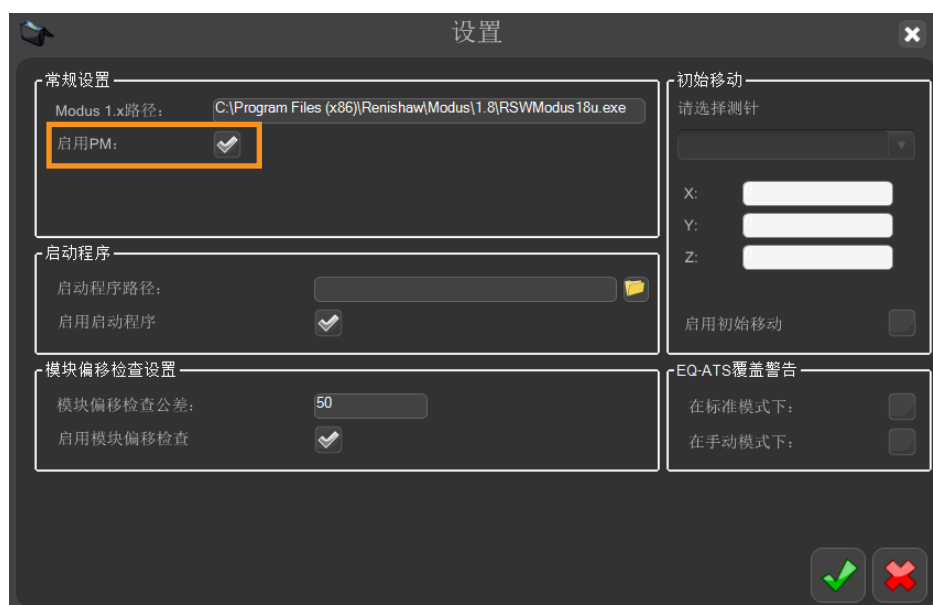 设置
常规设置
Modus 1.x路径:
C:\Program Files (x86)\Renishaw\Modus\1.8\RSWModus18u.exe
启用PM:
启动程序
启动程序路径:
启用启动程序
模块偏移检查设置
模块偏移检查公差:
50
启用模块偏移检查
初始移动
请选择测针
X:
Y:
Z:
启用初始移动
EQ-ATS覆盖警告
在标准模式下:
在手动模式下: